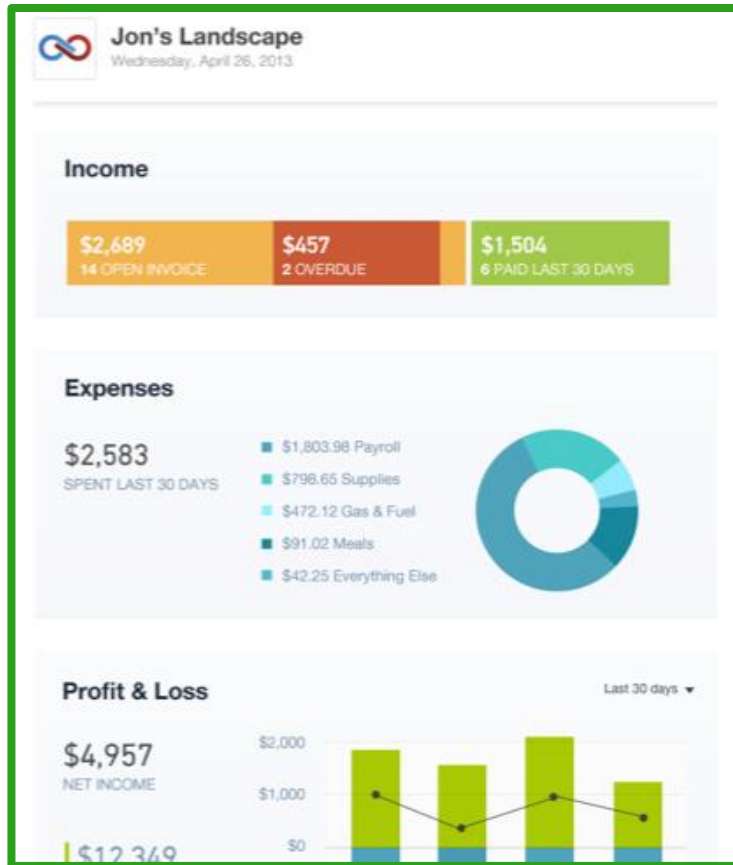 Jon's Landscape
Wednesday, April 26, 2013
Income
$2,689
14 OPEN INVOICE
$457
2 OVERDUE
$1,504
6 PAID LAST 30 DAYS
Expenses
$2,583
SPENT LAST 30 DAYS
$1,803.98 Payroll
$798.65 Supplies
$472.12 Gas & Fuel
$91.02 Meals
$42.25 Everything Else
Profit & Loss
Last 30 days
$4,957
NET INCOME
$12,349
$2,000
$1,000
$0